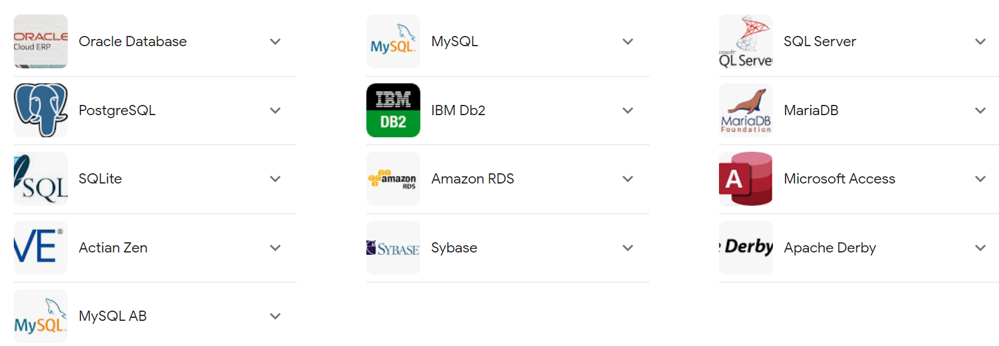 ORACLE
Cloud ERP
Oracle Database
MySQL™
MySQL
crosoft®
QL Serve
SQL Server
PostgreSQL
IBM
DB2
IBM Db2
MariaDB
Foundation
MariaDB
SQL
SQLite
amazon
RDS
Amazon RDS
A
Microsoft Access
VE®
Actian Zen
SYBASE
Sybase
Derby
Apache Derby
MySQL
MySQL AB